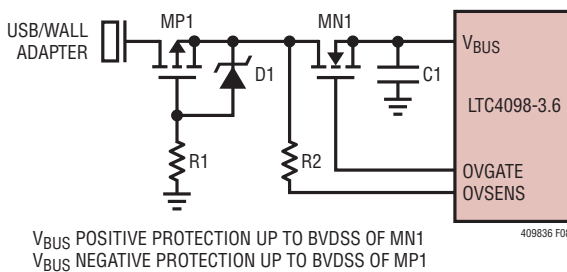 USB/WALL
ADAPTER
MP1
MN1
D1
C1
R1
R2
VBUS
LTC4098-3.6
OVGATE
OVSENS
409836 F08
VBUS POSITIVE PROTECTION UP TO BVDSS OF MN1
VBUS NEGATIVE PROTECTION UP TO BVDSS OF MP1